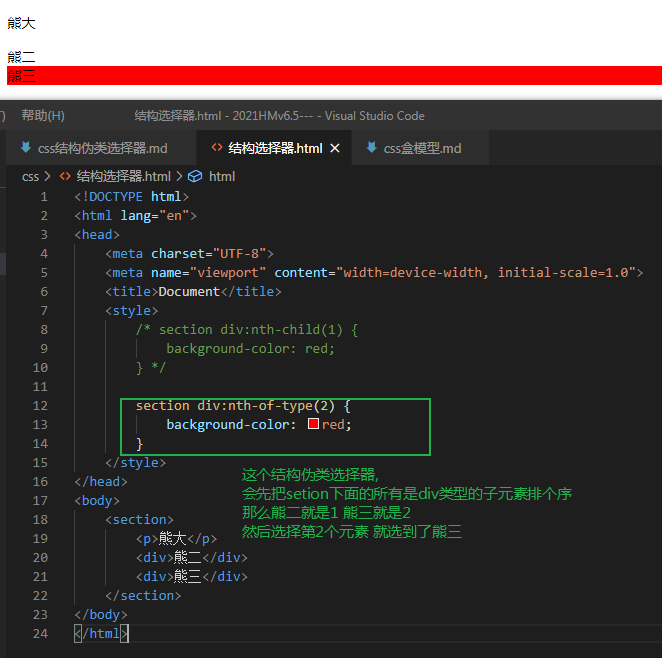 熊大
熊二
熊三
) 帮助(H) 结构选择器.html - 2021HMv6.5--- - Visual Studio Code
css结构伪类选择器.md <> 结构选择器.html × css盒模型.md
css > <> 结构选择器.html > html
1 <!DOCTYPE html>
2 <html lang="en">
3 <head>
4 <meta charset="UTF-8">
5 <meta name="viewport" content="width=device-width, initial-scale=1.0">
6 <title>Document</title>
7 <style>
8 /* section div:nth-child(1) {
9 background-color: red;
10 } */
11
12 section div:nth-of-type(2) {
13 background-color: red;
14 }
15 </style>
16 </head>
17 <body>
18 <section>
19 <p>熊大</p>
20 <div>熊二</div>
21 <div>熊三</div>
22 </section>
23 </body>
24 </html>
这个结构伪类选择器,
会先把setion下面的所有是div类型的子元素排个序
那么熊二就是1 熊三就是2
然后选择第2个元素 就选到了熊三